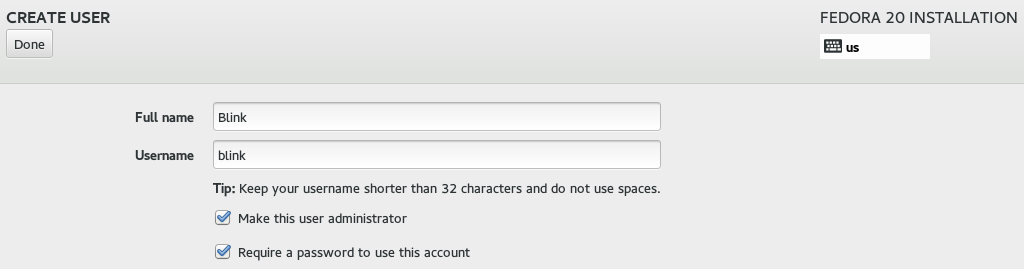 CREATE USER
FEDORA 20 INSTALLATION
Done
us
Full name
Blink
Username
blink
Tip: Keep your username shorter than 32 characters and do not use spaces.
Make this user administrator
Require a password to use this account